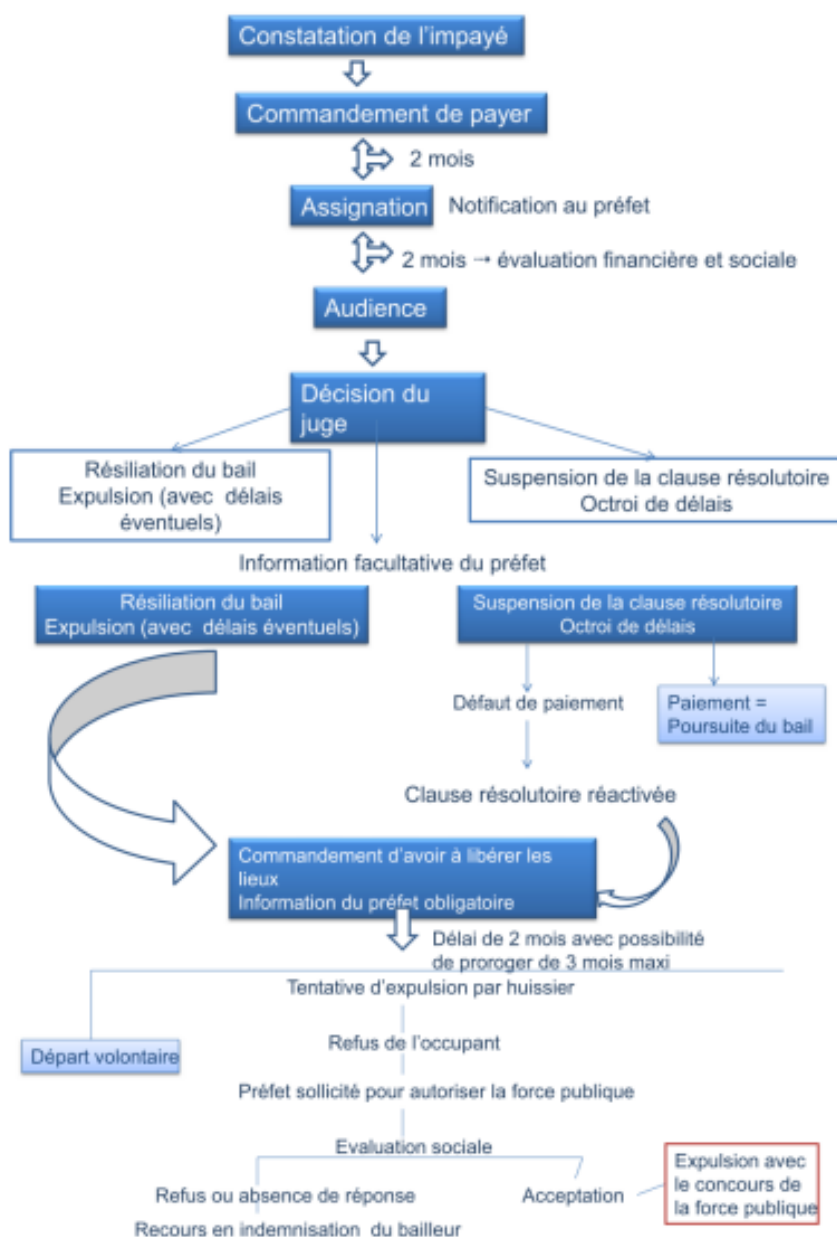 Constatation de l'impayé
Commandement de payer
2 mois
Assignation
Notification au préfet
2 mois → évaluation financière et sociale
Audience
Décision du
juge
Résiliation du bail
Expulsion (avec délais
éventuels)
Suspension de la clause résolutoire
Octroi de délais
Information facultative du préfet
Résiliation du bail
Expulsion (avec délais éventuels)
Suspension de la clause résolutoire
Octroi de délais
Défaut de paiement
Paiement =
Poursuite du bail
Clause résolutoire réactivée
Commandement d'avoir à libérer les
lieux
Information du préfet obligatoire
Délai de 2 mois avec possibilité
de proroger de 3 mois maxi
Tentative d'expulsion par huissier
Départ volontaire
Refus de l'occupant
Préfet sollicité pour autoriser la force publique
Evaluation sociale
Refus ou absence de réponse
Recours en indemnisation du bailleur
Acceptation
Expulsion avec
le concours de
la force publique